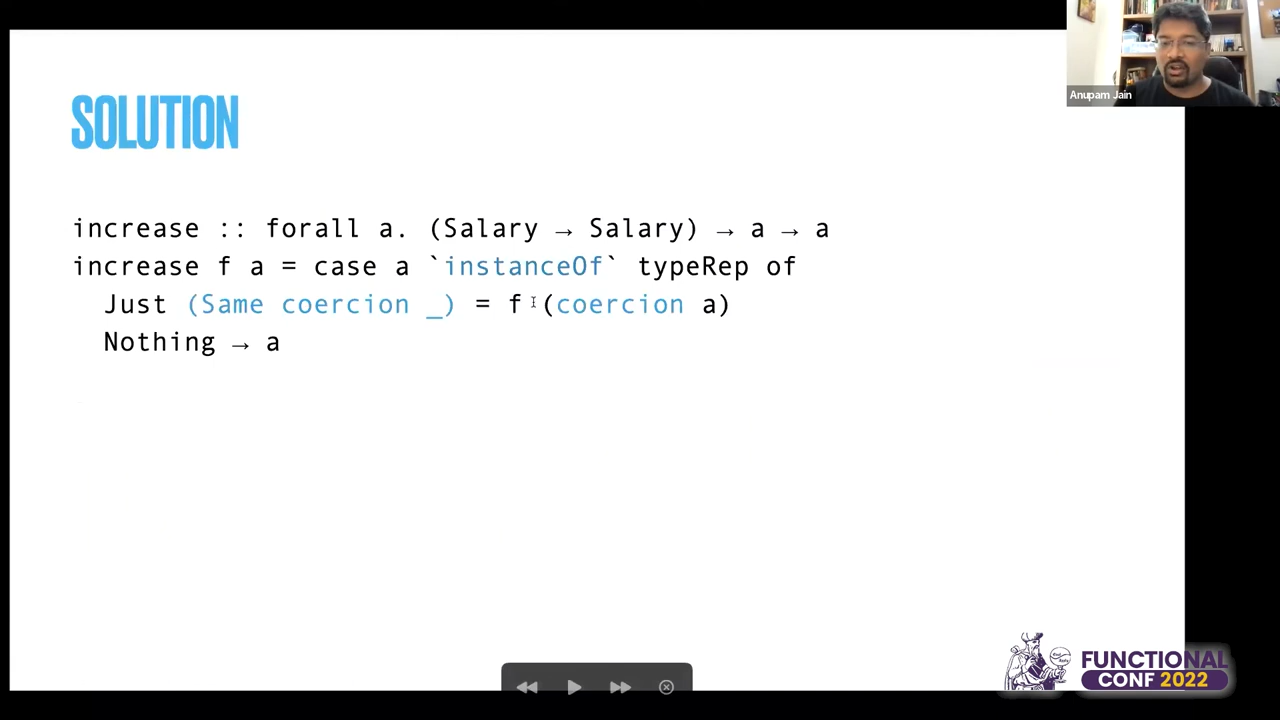 Anupam Jain
SOLUTION
increase :: forall a. (Salary → Salary) → a → a
increase f a = case a `instanceOf` typeRep of
Just (Same coercion _) = f (coercion a)
Nothing → a
FUNCTIONAL
CONF 2022